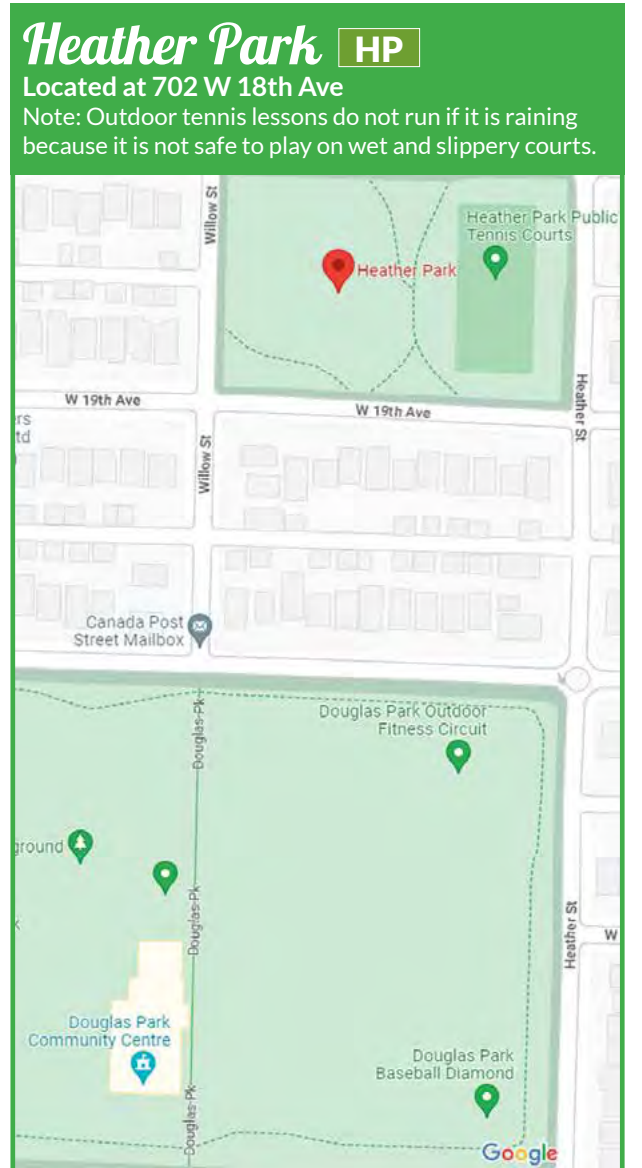 Heather Park HP
Located at 702 W 18th Ave
Note: Outdoor tennis lessons do not run if it is raining
because it is not safe to play on wet and slippery courts.
Willow St
Heather Park Public
Tennis Courts
Heather Park
W 19th Ave
W 19th Ave
Heather St
rs
td
Willow St
Canada Post
Street Mailbox
Douglas-Pk
Douglas Park Outdoor
Fitness Circuit
ground
Douglas-Pk
Heather St
W
Douglas Park
Community Centre
Douglas Park
Baseball Diamond
Douglas-Pk
Google